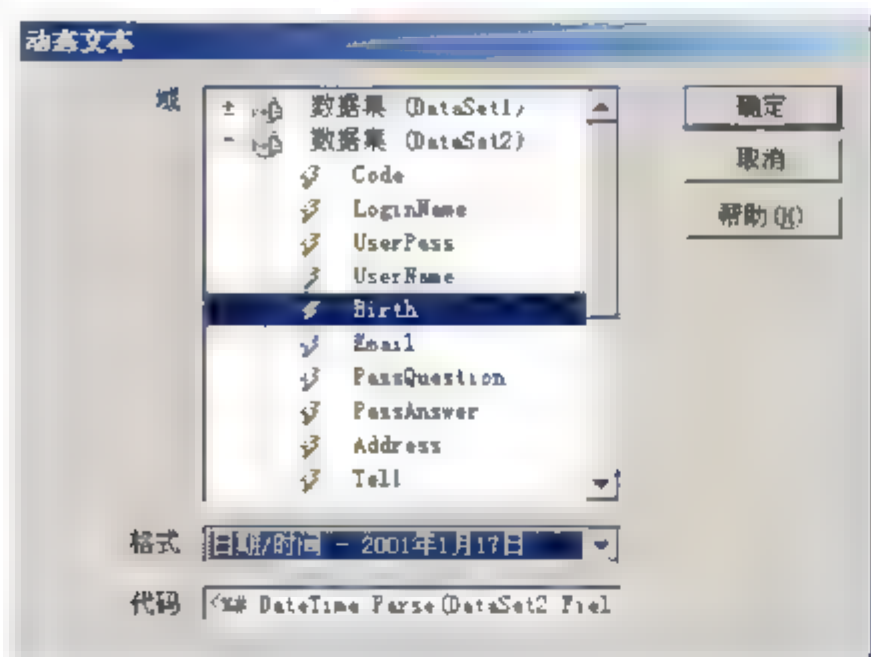 动态文本
域
数据集 (DataSet1)
数据集 (DataSet2)
Code
LoginName
UserPass
UserName
Birth
Email
PassQuestion
PassAnswer
Address
Tell
确定
取消
帮助(H)
格式
日期/时间 - 2001年1月17日
代码
<%# DateTime Parse(DataSet2 Fiel